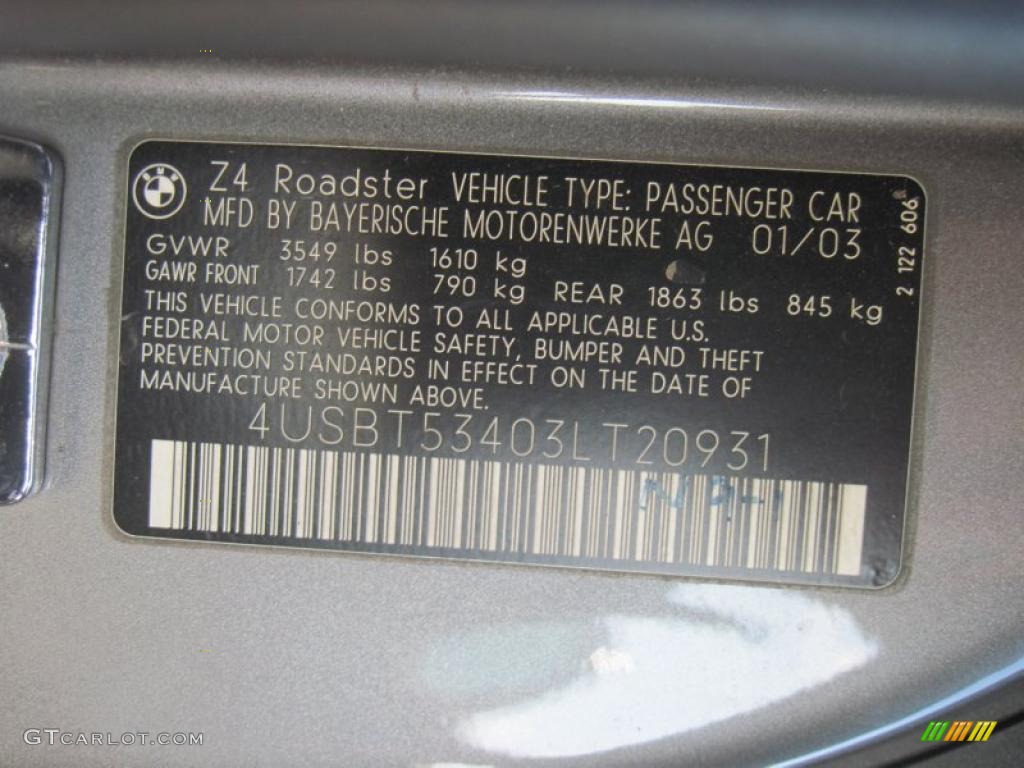 BMW
Z4 Roadster VEHICLE TYPE: PASSENGER CAR
MFD BY BAYERISCHE MOTORENWERKE AG 01/03
GVWR 3549 lbs 1610 kg
GAWR FRONT 1742 lbs 790 kg REAR 1863 lbs 845 kg
THIS VEHICLE CONFORMS TO ALL APPLICABLE U.S.
FEDERAL MOTOR VEHICLE SAFETY, BUMPER AND THEFT
PREVENTION STANDARDS IN EFFECT ON THE DATE OF
MANUFACTURE SHOWN ABOVE.
4USBT53403LT20931
2 122 606
GTCARLOT.COM